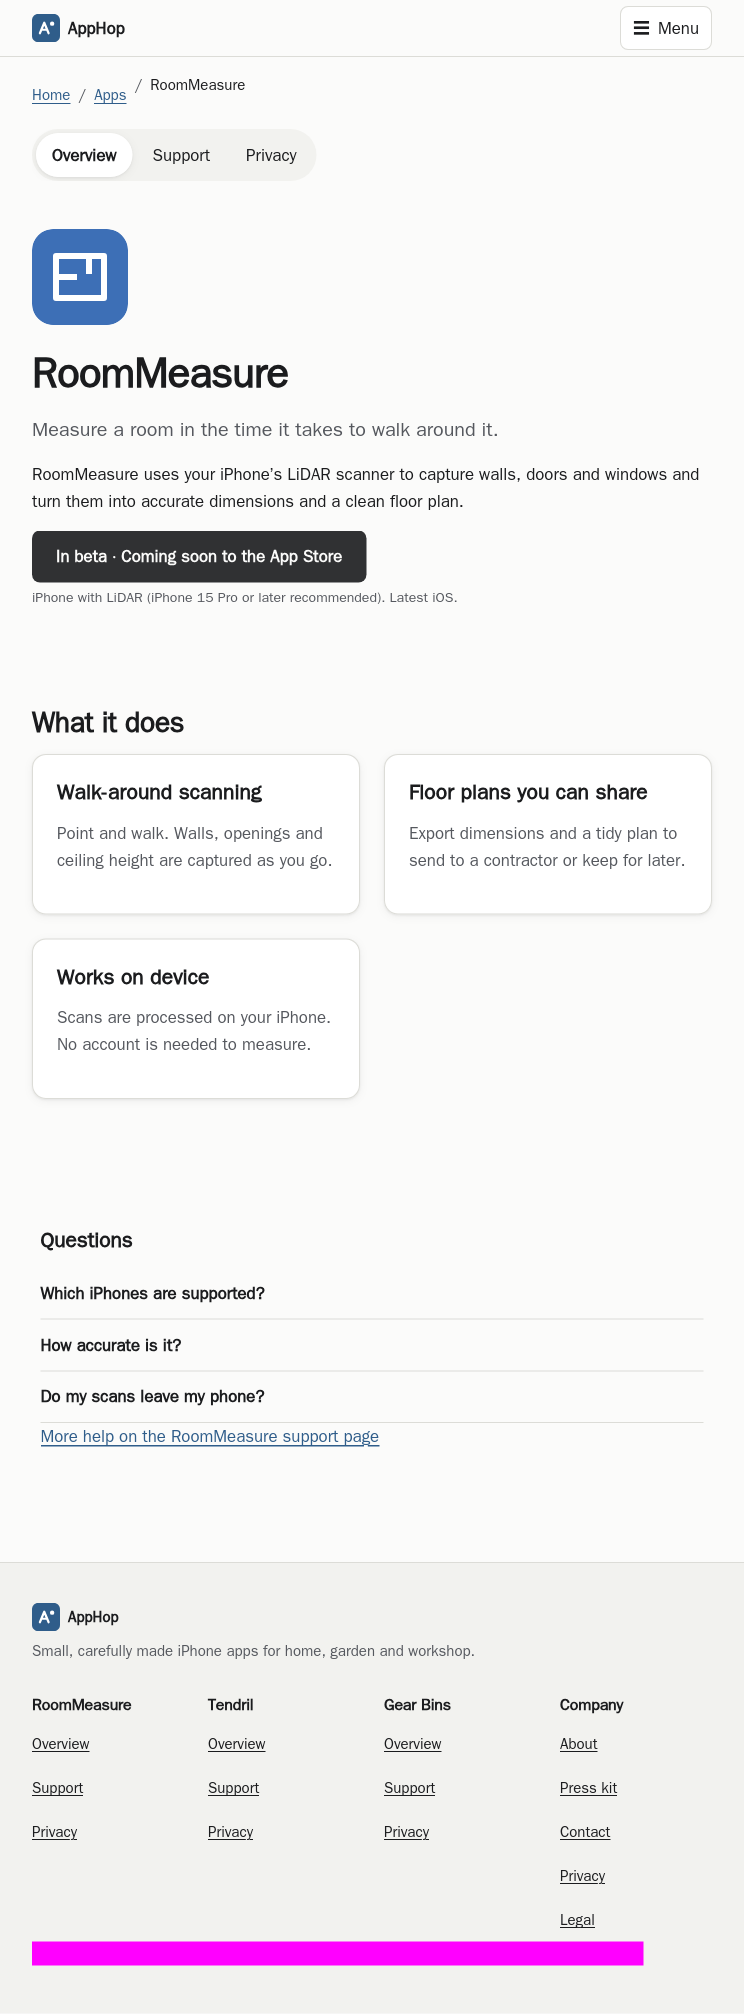 AppHop
Menu
Home / Apps / RoomMeasure
Overview
Support
Privacy
RoomMeasure
Measure a room in the time it takes to walk around it.
RoomMeasure uses your iPhone's LiDAR scanner to capture walls, doors and windows and
turn them into accurate dimensions and a clean floor plan.
In beta · Coming soon to the App Store
iPhone with LiDAR (iPhone 15 Pro or later recommended). Latest iOS.
What it does
Walk-around scanning
Point and walk. Walls, openings and
ceiling height are captured as you go.
Floor plans you can share
Export dimensions and a tidy plan to
send to a contractor or keep for later.
Works on device
Scans are processed on your iPhone.
No account is needed to measure.
Questions
Which iPhones are supported?
How accurate is it?
Do my scans leave my phone?
More help on the RoomMeasure support page
AppHop
Small, carefully made iPhone apps for home, garden and workshop.
RoomMeasure
Overview
Support
Privacy
Tendril
Overview
Support
Privacy
Gear Bins
Overview
Support
Privacy
Company
About
Press kit
Contact
Privacy
Legal